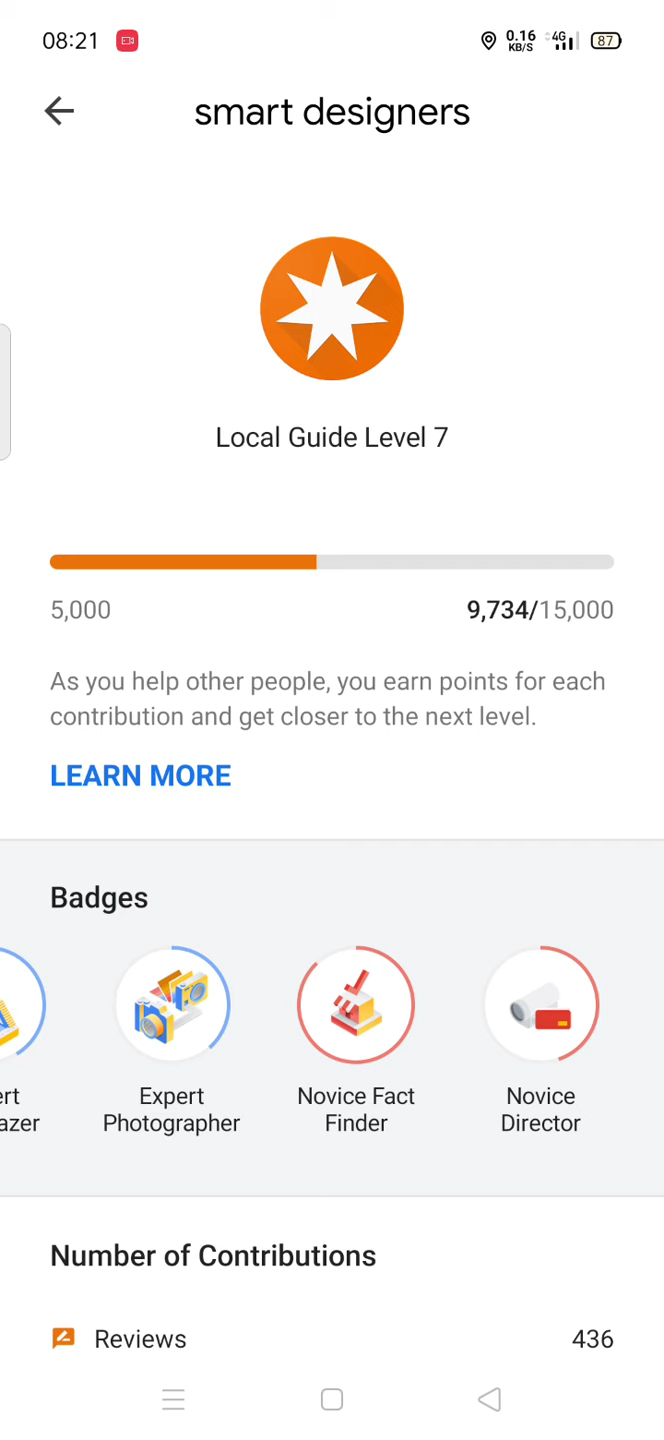 08:21
0.16
KB/S
4G
87
smart designers
Local Guide Level 7
5,000
9,734/15,000
As you help other people, you earn points for each
contribution and get closer to the next level.
LEARN MORE
Badges
ert
azer
Expert
Photographer
Novice Fact
Finder
Novice
Director
Number of Contributions
Reviews 436